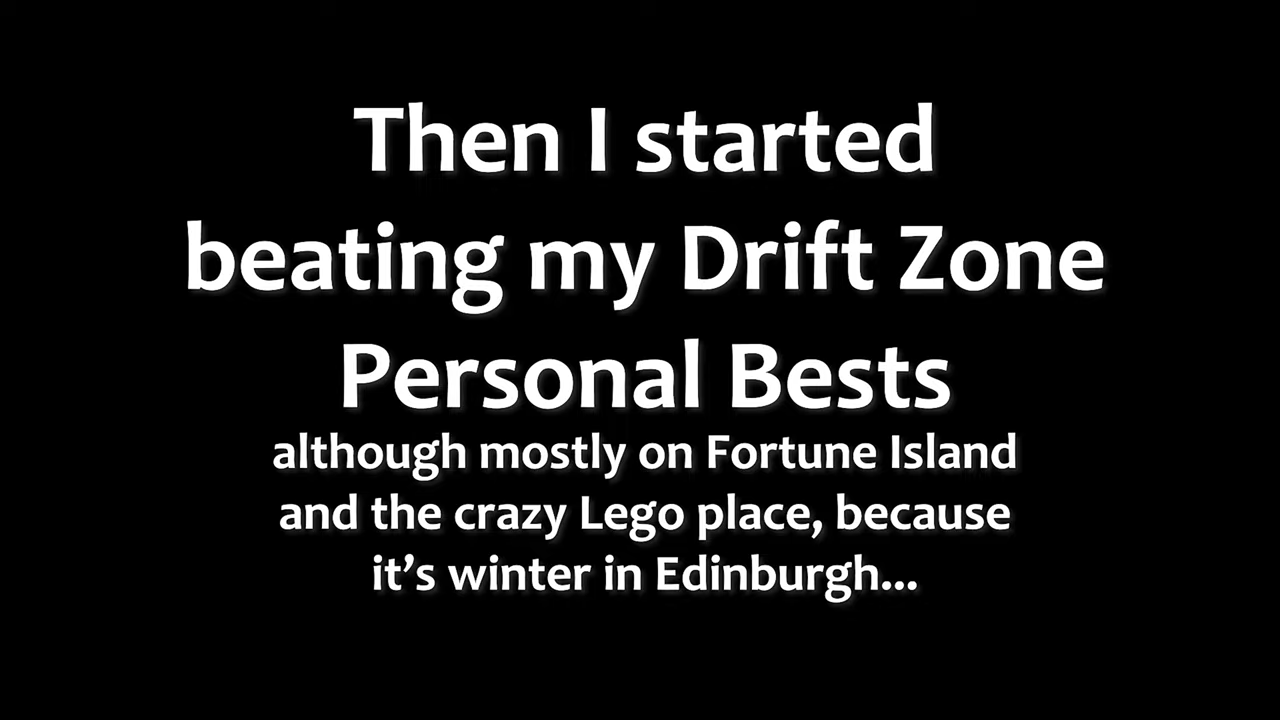 Then I started
beating my Drift Zone
Personal Bests
although mostly on Fortune Island
and the crazy Lego place, because
it’s winter in Edinburgh...